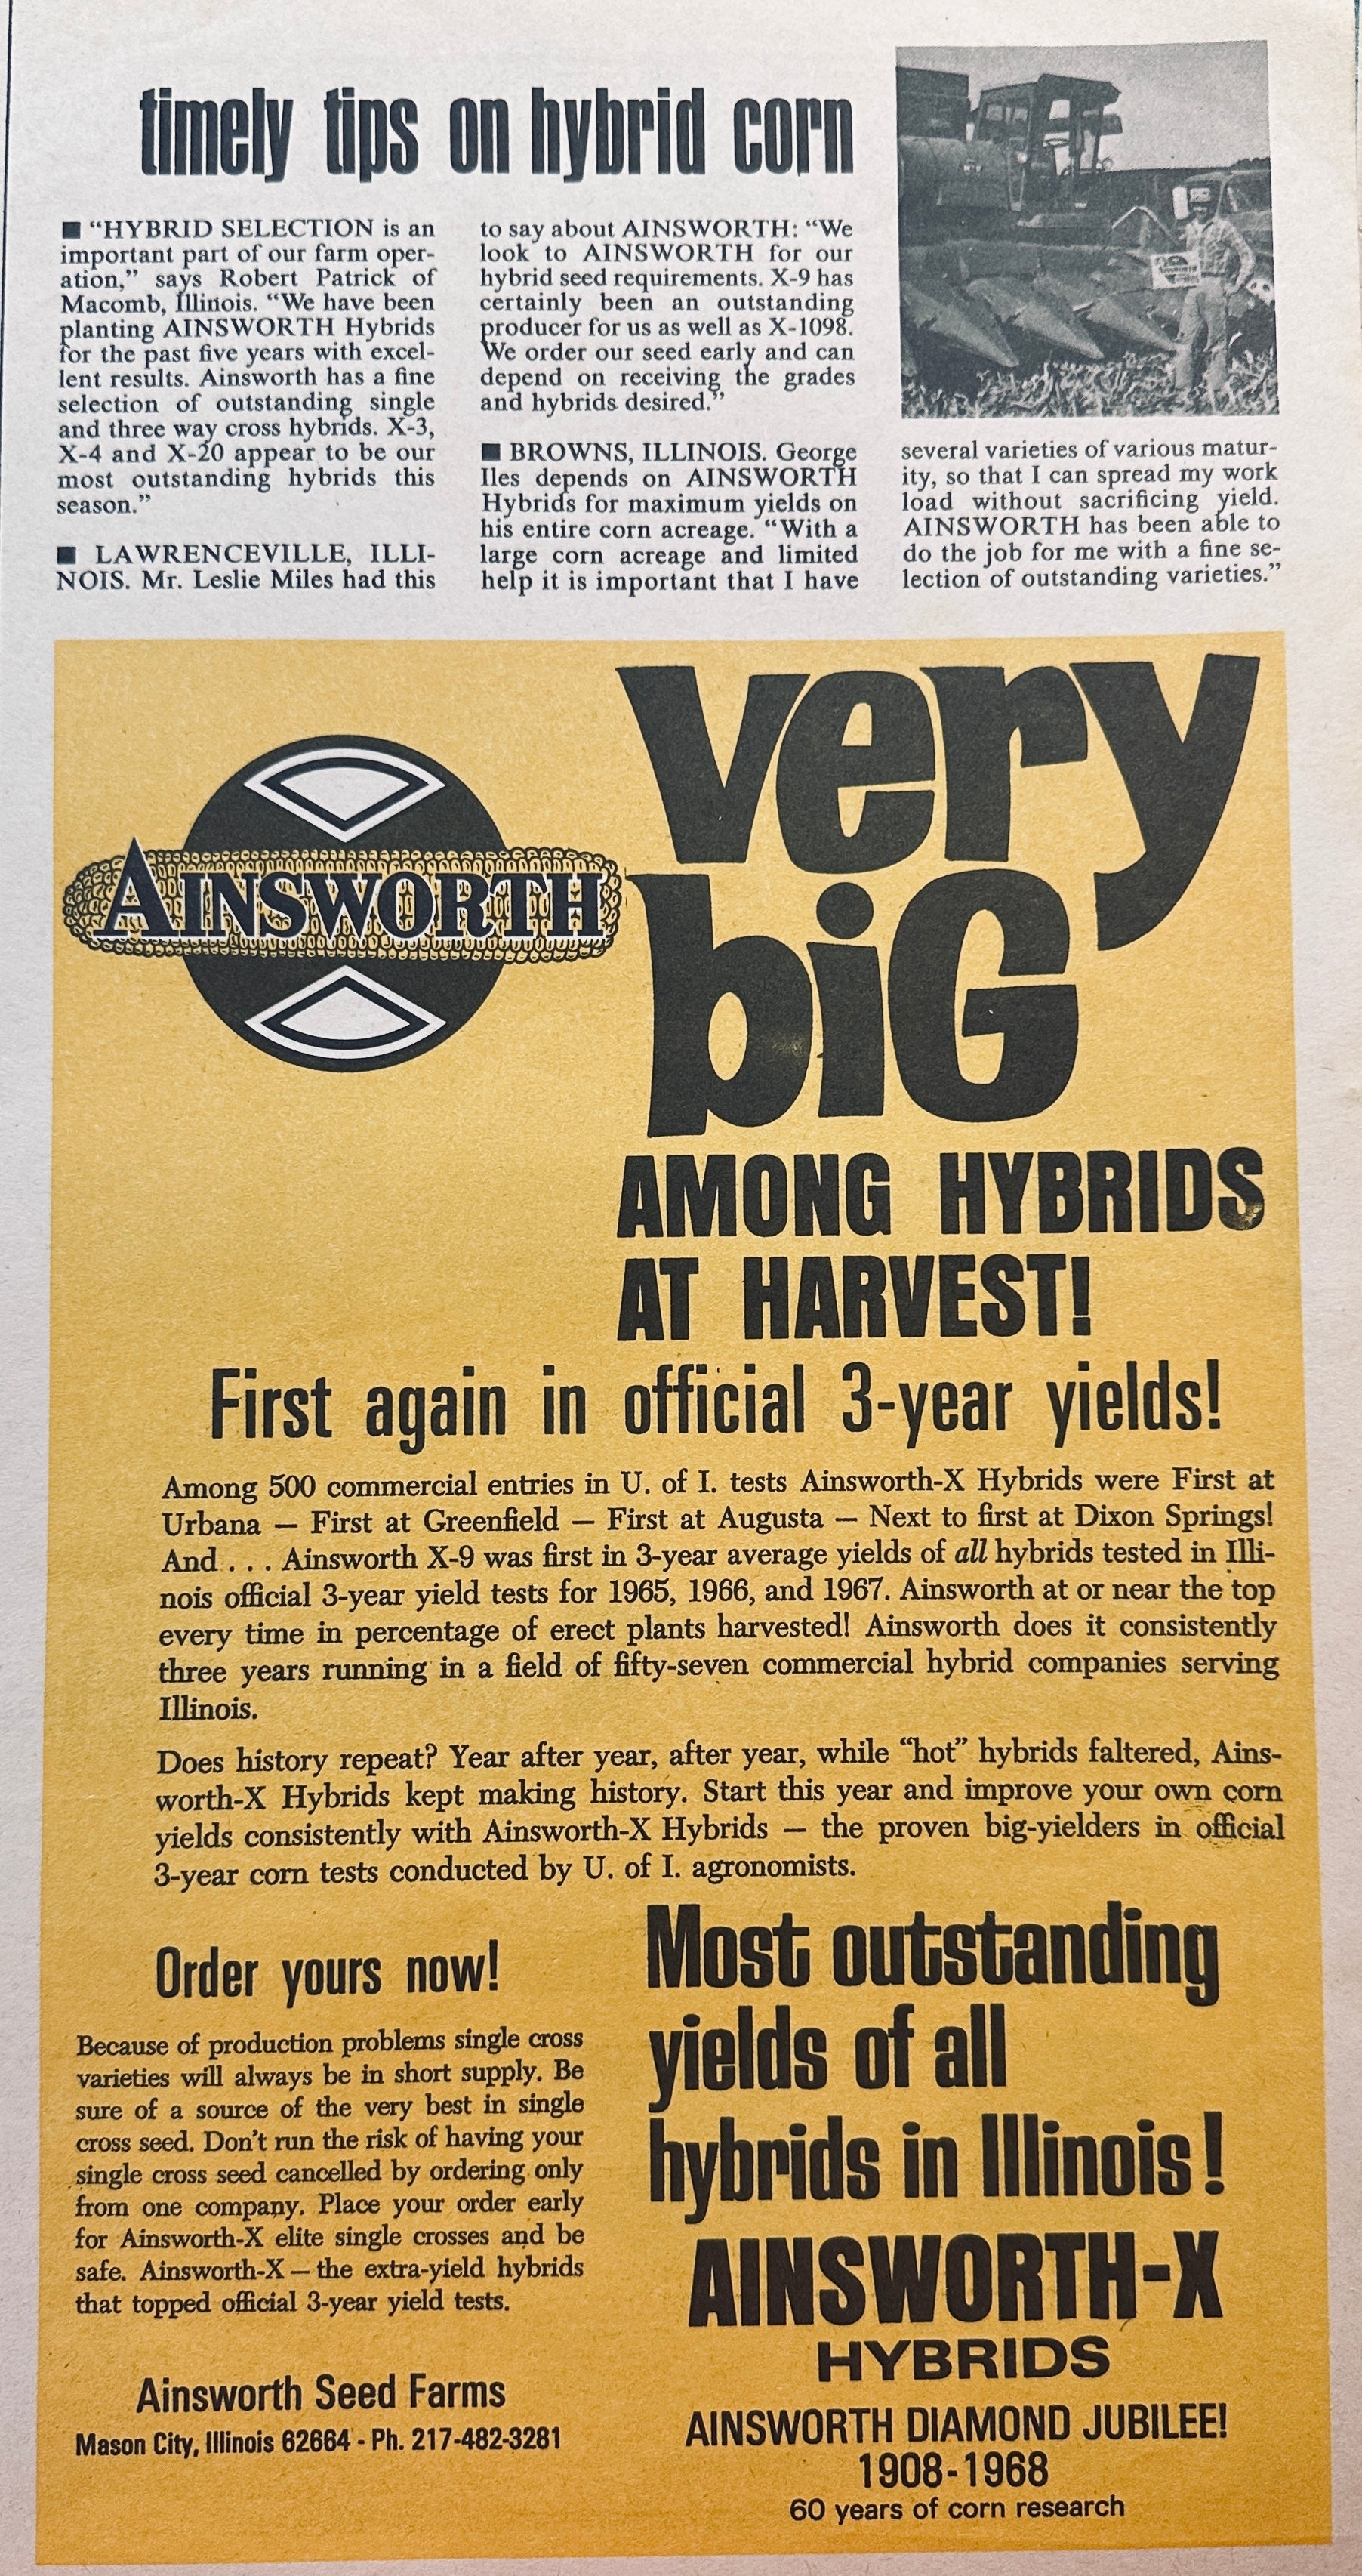 timely tips on hybrid corn
■ “HYBRID SELECTION is an
important part of our farm oper-
ation,” says Robert Patrick of
Macomb, Illinois. “We have been
planting AINSWORTH Hybrids
for the past five years with excel-
lent results. Ainsworth has a fine
selection of outstanding single
and three way cross hybrids. X-3,
X-4 and X-20 appear to be our
most outstanding hybrids this
season.”
■ LAWRENCEVILLE, ILLI-
NOIS. Mr. Leslie Miles had this
to say about AINSWORTH: “We
look to AINSWORTH for our
hybrid seed requirements. X-9 has
certainly been an outstanding
producer for us as well as X-1098.
We order our seed early and can
depend on receiving the grades
and hybrids desired.”
■ BROWNS, ILLINOIS. George
Iles depends on AINSWORTH
Hybrids for maximum yields on
his entire corn acreage. “With a
large corn acreage and limited
help it is important that I have
several varieties of various matur-
ity, so that I can spread my work
load without sacrificing yield.
AINSWORTH has been able to
do the job for me with a fine se-
lection of outstanding varieties.”
AINSWORTH
very
biG
AMONG HYBRIDS
AT HARVEST!
First again in official 3-year yields!
Among 500 commercial entries in U. of I. tests Ainsworth-X Hybrids were First at
Urbana — First at Greenfield — First at Augusta — Next to first at Dixon Springs!
And . . . Ainsworth X-9 was first in 3-year average yields of all hybrids tested in Illi-
nois official 3-year yield tests for 1965, 1966, and 1967. Ainsworth at or near the top
every time in percentage of erect plants harvested! Ainsworth does it consistently
three years running in a field of fifty-seven commercial hybrid companies serving
Illinois.
Does history repeat? Year after year, after year, while “hot” hybrids faltered, Ains-
worth-X Hybrids kept making history. Start this year and improve your own corn
yields consistently with Ainsworth-X Hybrids — the proven big-yielders in official
3-year corn tests conducted by U. of I. agronomists.
Order yours now!
Because of production problems single cross
varieties will always be in short supply. Be
sure of a source of the very best in single
cross seed. Don't run the risk of having your
single cross seed cancelled by ordering only
from one company. Place your order early
for Ainsworth-X elite single crosses and be
safe. Ainsworth-X — the extra-yield hybrids
that topped official 3-year yield tests.
Ainsworth Seed Farms
Mason City, Illinois 62664 - Ph. 217-482-3281
Most outstanding
yields of all
hybrids in Illinois!
AINSWORTH-X
HYBRIDS
AINSWORTH DIAMOND JUBILEE!
1908-1968
60 years of corn research